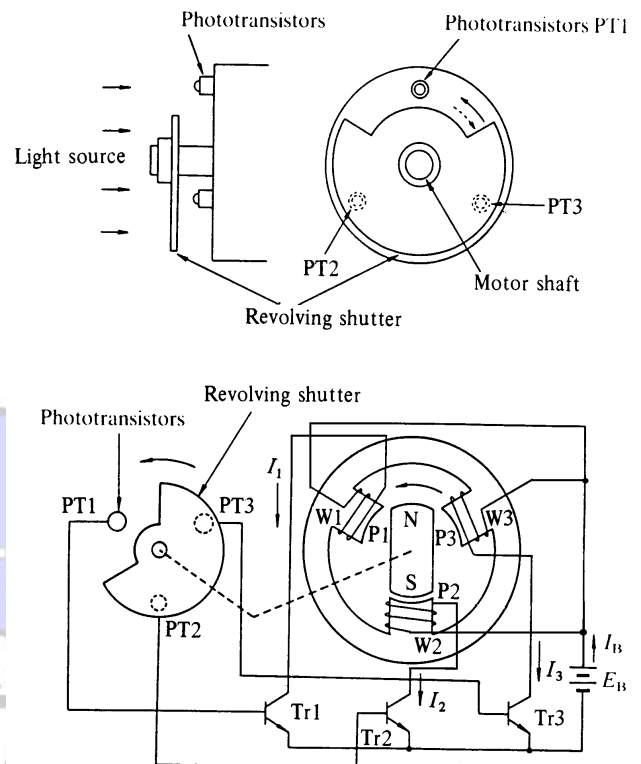 Phototransistors
Phototransistors PT1
Light source
PT2
PT3
Motor shaft
Revolving shutter
Revolving shutter
Phototransistors
I1
PT1
PT3
W1
P1
N
P3
W3
S
P2
PT2
W2
IB
I3
EB
I2
Tr1
Tr2
Tr3